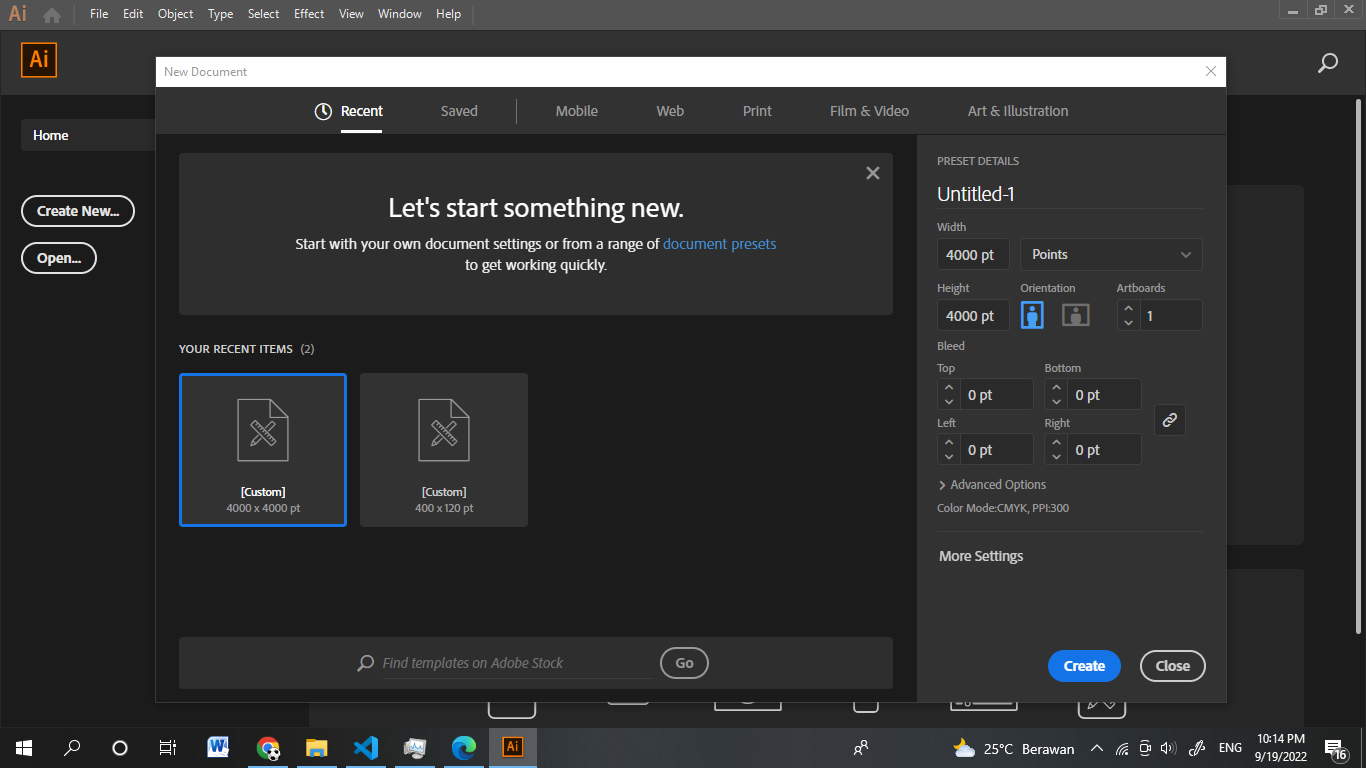 Ai File Edit Object Type Select Effect View Window Help
Ai
New Document
Recent Saved Mobile Web Print Film & Video Art & Illustration
Home
Create New...
Open...
Let's start something new.
Start with your own document settings or from a range of document presets
to get working quickly.
YOUR RECENT ITEMS (2)
[Custom]
4000 x 4000 pt
[Custom]
400 x 120 pt
Find templates on Adobe Stock Go
PRESET DETAILS
Untitled-1
Width
4000 pt Points
Height Orientation Artboards
4000 pt 1
Bleed
Top Bottom
0 pt 0 pt
Left Right
0 pt 0 pt
Advanced Options
Color Mode:CMYK, PPI:300
More Settings
Create Close
W Ai 25°C Berawan ENG 10:14 PM
9/19/2022 16